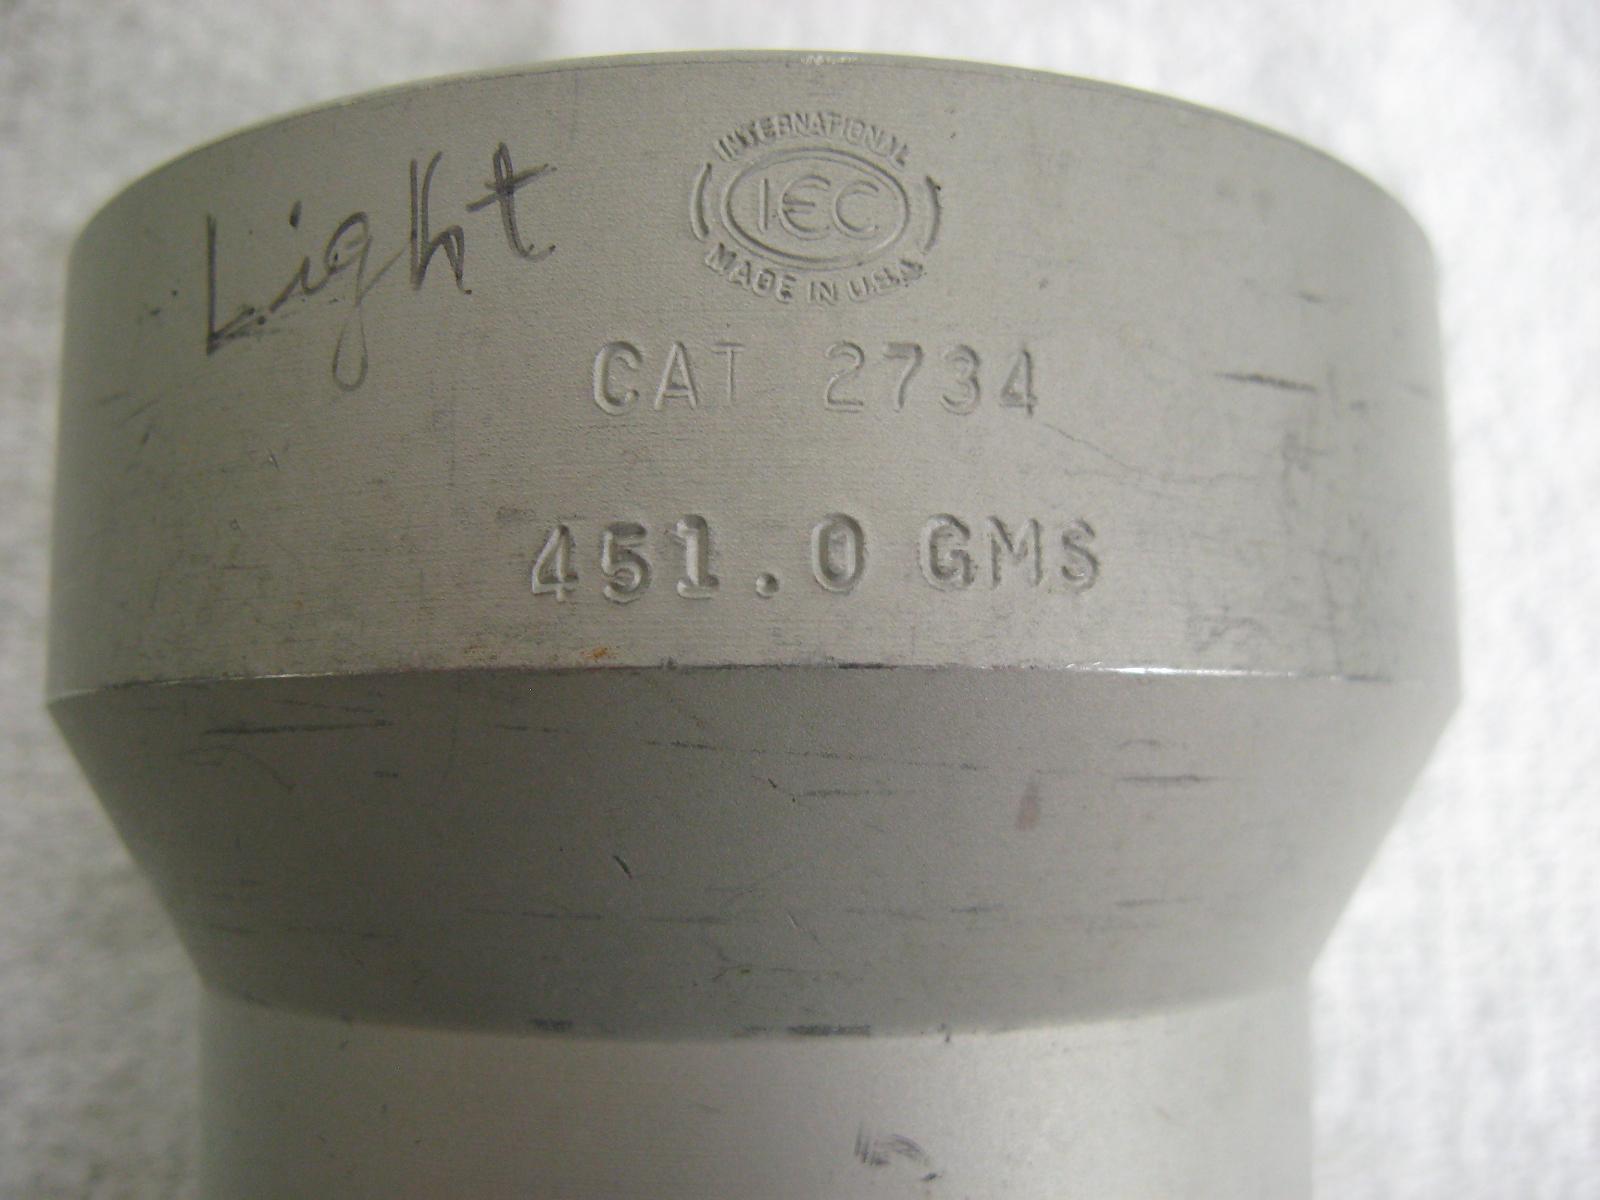 Light
INTERNATIONAL
IEC
MADE IN U.S.A.
CAT 2734
451.0 GMS